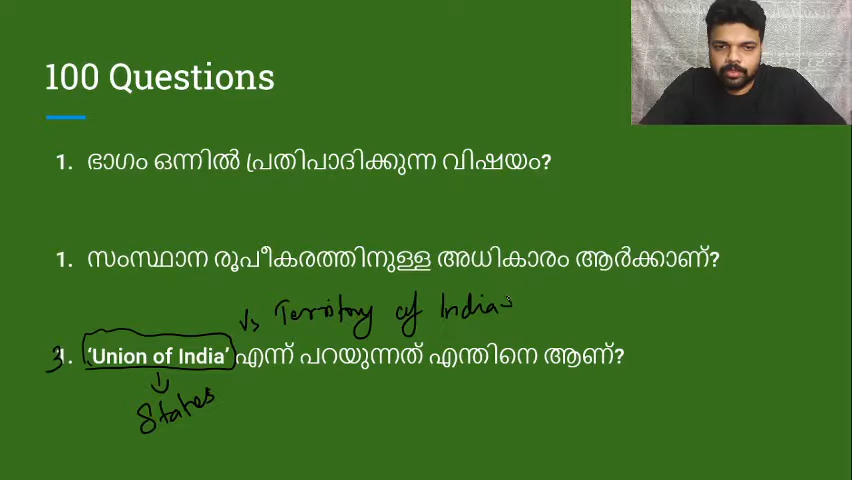 100 Questions
1. ഭാഗം ഒന്നിൽ പ്രതിപാദിക്കുന്ന വിഷയം?
1. സംസ്ഥാന രൂപീകരത്തിനുള്ള അധികാരം ആർക്കാണ്?
Vs Territory of India
3 1. ‘Union of India’ എന്ന് പറയുന്നത് എന്തിനെ ആണ്?
States